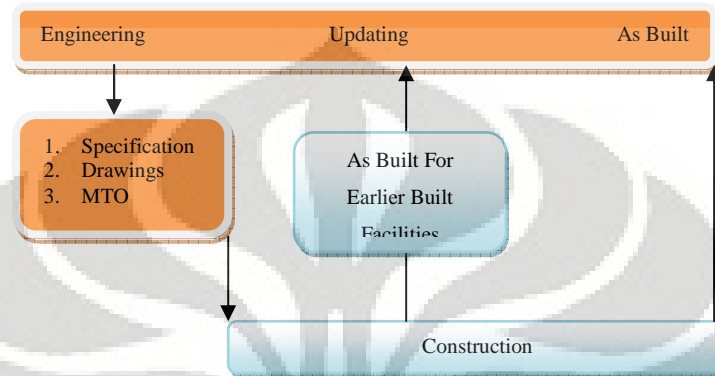 Engineering Updating As Built
1. Specification
2. Drawings
3. MTO
As Built For
Earlier Built
Facilities
Construction